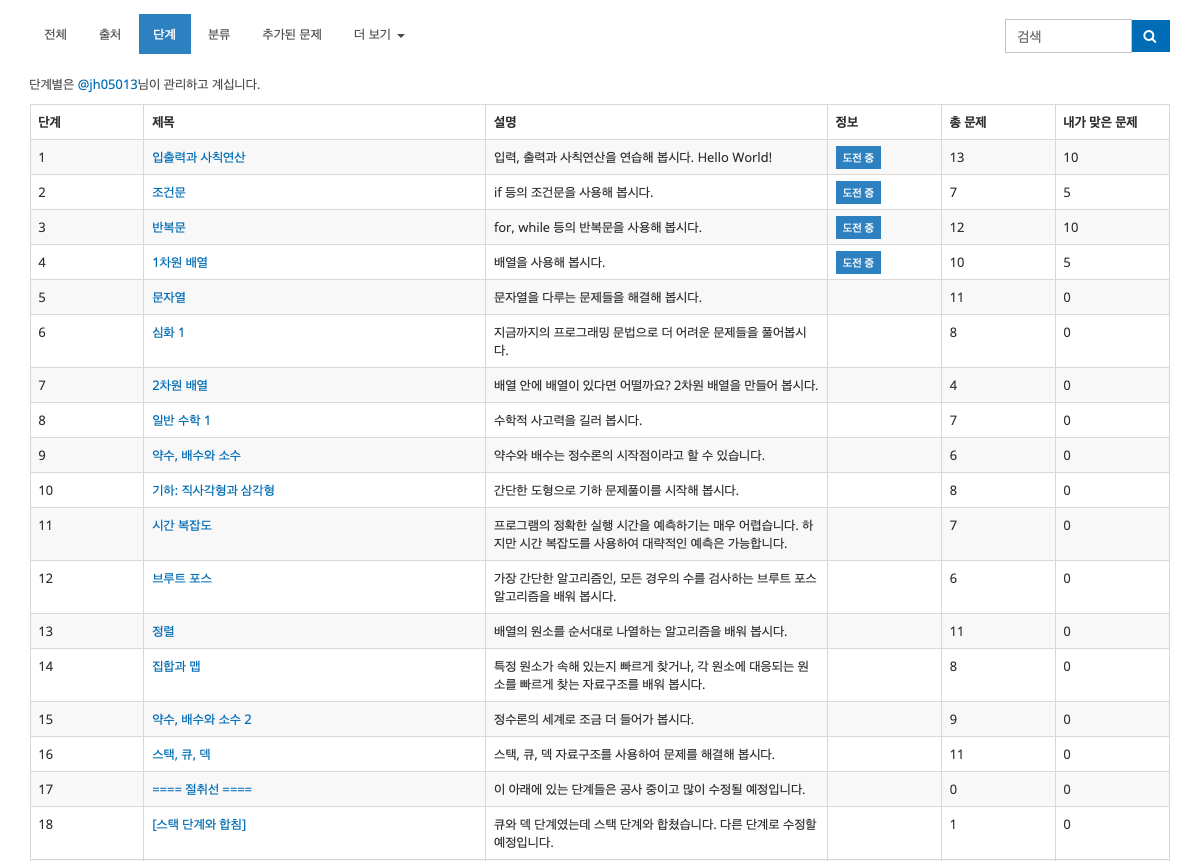 전체 출처 단계 분류 추가된 문제 더 보기 검색
단계별은 @jh05013님이 관리하고 계십니다.
단계 제목 설명 정보 총 문제 내가 맞은 문제
1 입출력과 사칙연산 입력, 출력과 사칙연산을 연습해 봅시다. Hello World! 도전 중 13 10
2 조건문 if 등의 조건문을 사용해 봅시다. 도전 중 7 5
3 반복문 for, while 등의 반복문을 사용해 봅시다. 도전 중 12 10
4 1차원 배열 배열을 사용해 봅시다. 도전 중 10 5
5 문자열 문자열을 다루는 문제들을 해결해 봅시다. 11 0
6 심화 1 지금까지의 프로그래밍 문법으로 더 어려운 문제들을 풀어봅시 8 0
다.
7 2차원 배열 배열 안에 배열이 있다면 어떨까요? 2차원 배열을 만들어 봅시다. 4 0
8 일반 수학 1 수학적 사고력을 길러 봅시다. 7 0
9 약수, 배수와 소수 약수와 배수는 정수론의 시작점이라고 할 수 있습니다. 6 0
10 기하: 직사각형과 삼각형 간단한 도형으로 기하 문제풀이를 시작해 봅시다. 8 0
11 시간 복잡도 프로그램의 정확한 실행 시간을 예측하기는 매우 어렵습니다. 하 7 0
지만 시간 복잡도를 사용하여 대략적인 예측은 가능합니다.
12 브루트 포스 가장 간단한 알고리즘인, 모든 경우의 수를 검사하는 브루트 포스 6 0
알고리즘을 배워 봅시다.
13 정렬 배열의 원소를 순서대로 나열하는 알고리즘을 배워 봅시다. 11 0
14 집합과 맵 특정 원소가 속해 있는지 빠르게 찾거나, 각 원소에 대응되는 원 8 0
소를 빠르게 찾는 자료구조를 배워 봅시다.
15 약수, 배수와 소수 2 정수론의 세계로 조금 더 들어가 봅시다. 9 0
16 스택, 큐, 덱 스택, 큐, 덱 자료구조를 사용하여 문제를 해결해 봅시다. 11 0
17 ==== 절취선 ==== 이 아래에 있는 단계들은 공사 중이고 많이 수정될 예정입니다. 0 0
18 [스택 단계와 합침] 큐와 덱 단계였는데 스택 단계와 합쳤습니다. 다른 단계로 수정할 1 0
예정입니다.